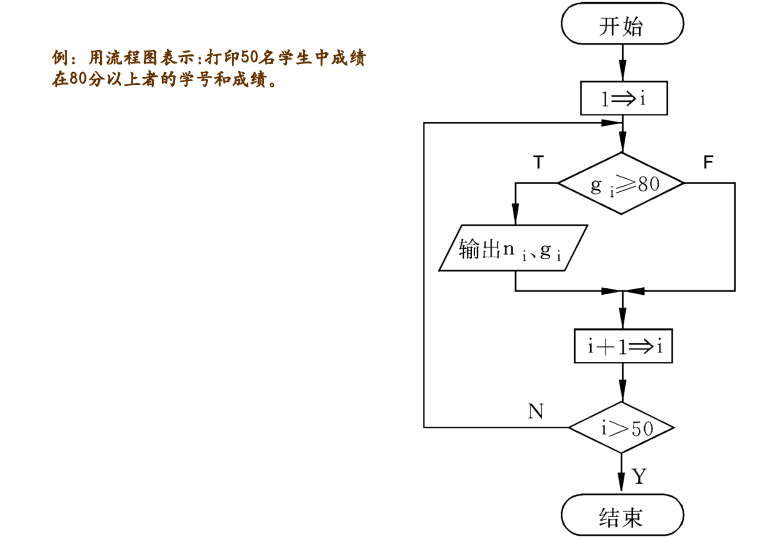 例：用流程图表示:打印50名学生中成绩
在80分以上者的学号和成绩。
开始
1⇒i
T
F
g i≥80
输出n i、g i
i+1⇒i
N
i>50
Y
结束